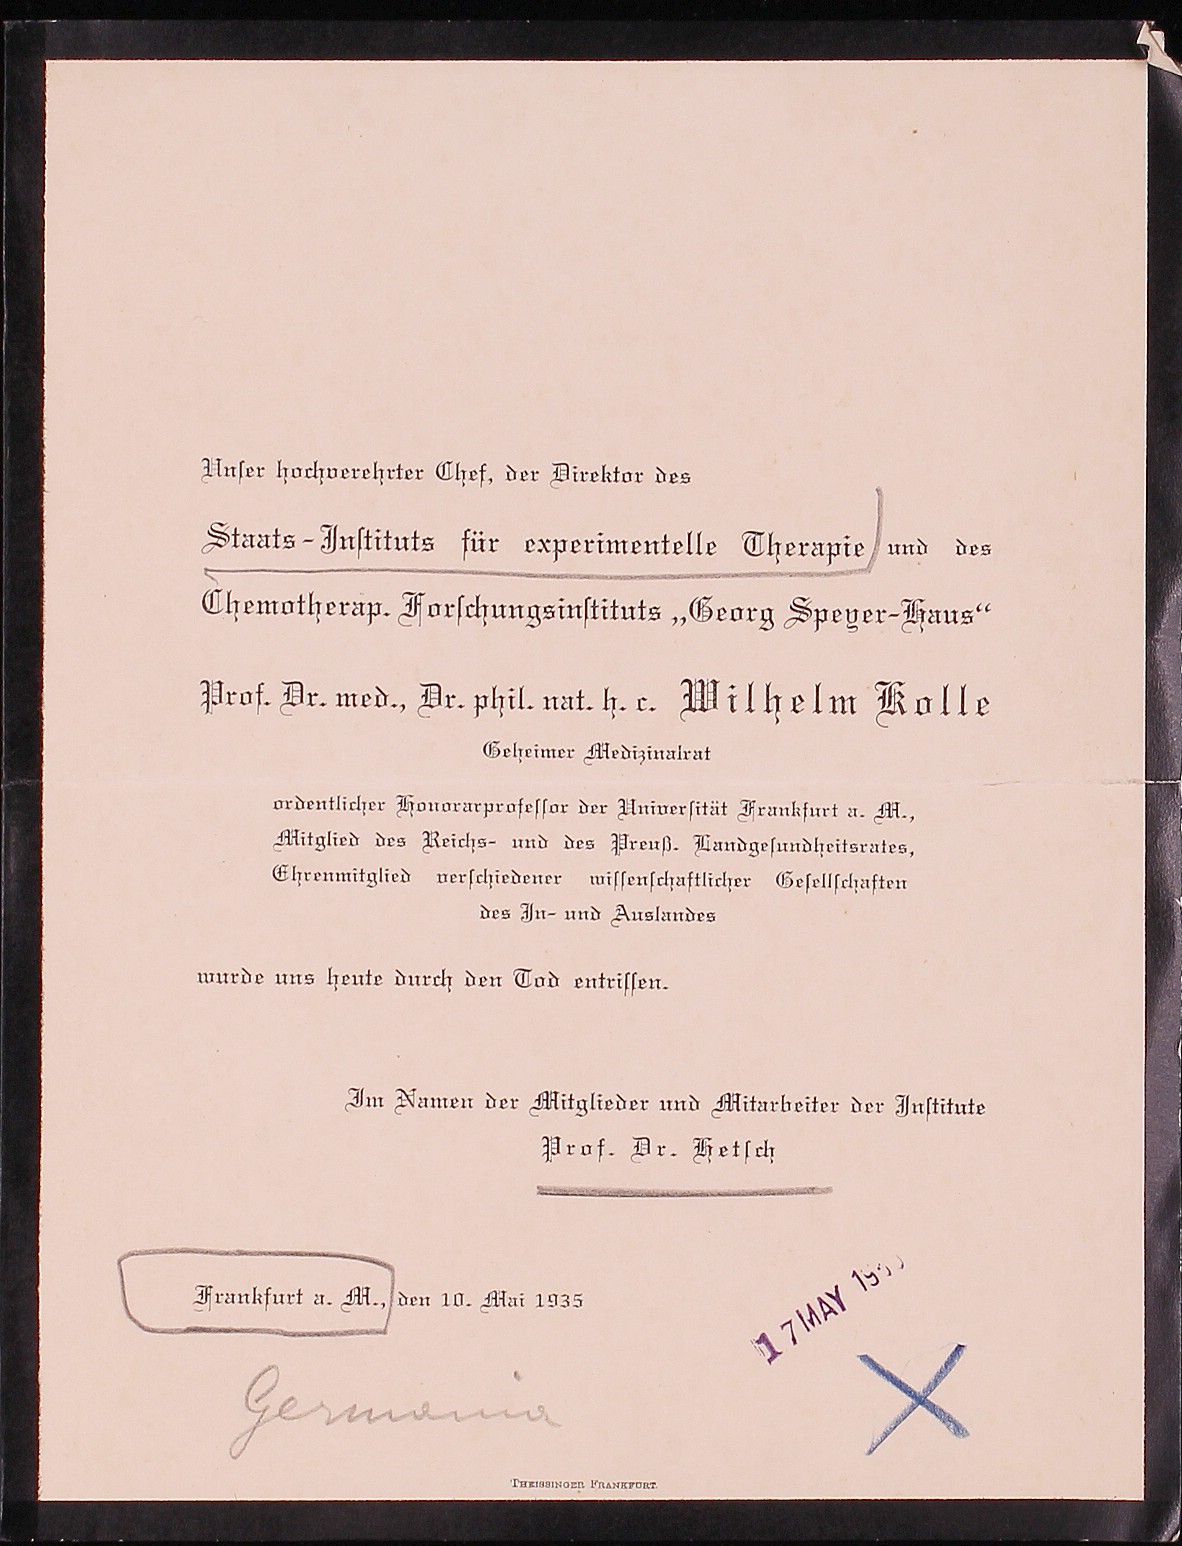 Unser hochverehrter Chef, der Direktor des
Staats-Instituts für experimentelle Therapie und des
Chemotherap. Forschungsinstituts „Georg Speyer-Haus“
Prof. Dr. med., Dr. phil. nat. h. c. Wilhelm Kolle
Geheimer Medizinalrat
ordentlicher Honorarprofessor der Universität Frankfurt a. M.,
Mitglied des Reichs- und des Preuß. Landgesundheitsrates,
Ehrenmitglied verschiedener wissenschaftlicher Gesellschaften
des In- und Auslandes
wurde uns heute durch den Tod entrissen.
Im Namen der Mitglieder und Mitarbeiter der Institute
Prof. Dr. Hetsch
Frankfurt a. M., den 10. Mai 1935
17 MAY
Germania
THEISSINGER FRANKFURT.